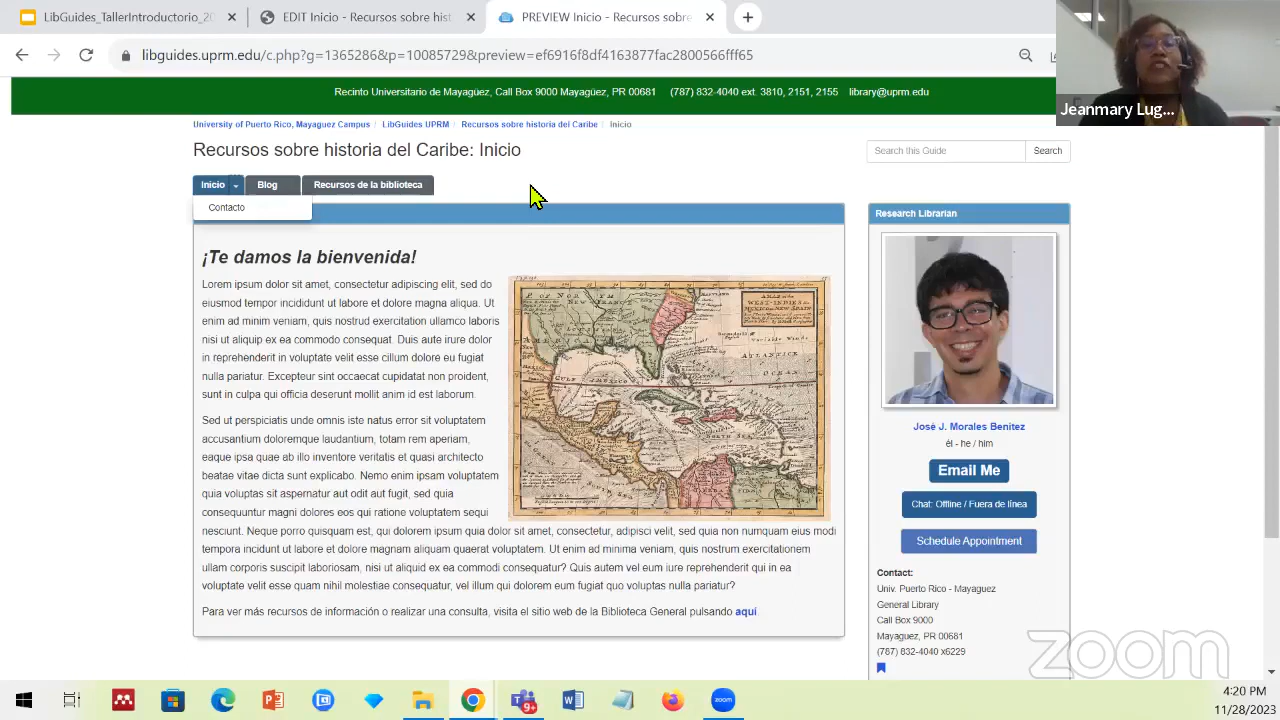 LibGuides_TallerIntroductorio_20
EDIT Inicio - Recursos sobre hist
PREVIEW Inicio - Recursos sobre
libguides.uprm.edu/c.php?g=1365286&p=10085729&preview=ef6916f8df4163877fac2800566fff65
Jeanmary Lug...
Recinto Universitario de Mayagüez, Call Box 9000 Mayagüez, PR 00681 (787) 832-4040 ext. 3810, 2151, 2155 library@uprm.edu
University of Puerto Rico, Mayaguez Campus / LibGuides UPRM / Recursos sobre historia del Caribe / Inicio
Recursos sobre historia del Caribe: Inicio
Search this Guide Search
Inicio Blog Recursos de la biblioteca
Contacto
¡Te damos la bienvenida!
Lorem ipsum dolor sit amet, consectetur adipiscing elit, sed do
eiusmod tempor incididunt ut labore et dolore magna aliqua. Ut
enim ad minim veniam, quis nostrud exercitation ullamco laboris
nisi ut aliquip ex ea commodo consequat. Duis aute irure dolor
in reprehenderit in voluptate velit esse cillum dolore eu fugiat
nulla pariatur. Excepteur sint occaecat cupidatat non proident,
sunt in culpa qui officia deserunt mollit anim id est laborum.
Sed ut perspiciatis unde omnis iste natus error sit voluptatem
accusantium doloremque laudantium, totam rem aperiam,
eaque ipsa quae ab illo inventore veritatis et quasi architecto
beatae vitae dicta sunt explicabo. Nemo enim ipsam voluptatem
quia voluptas sit aspernatur aut odit aut fugit, sed quia
consequuntur magni dolores eos qui ratione voluptatem sequi
nesciunt. Neque porro quisquam est, qui dolorem ipsum quia dolor sit amet, consectetur, adipisci velit, sed quia non numquam eius modi
tempora incidunt ut labore et dolore magnam aliquam quaerat voluptatem. Ut enim ad minima veniam, quis nostrum exercitationem
ullam corporis suscipit laboriosam, nisi ut aliquid ex ea commodi consequatur? Quis autem vel eum iure reprehenderit qui in ea
voluptate velit esse quam nihil molestiae consequatur, vel illum qui dolorem eum fugiat quo voluptas nulla pariatur?
Para ver más recursos de información o realizar una consulta, visita el sitio web de la Biblioteca General pulsando aquí.
WEST-INDIES
GULF OF MEXICO
OCEAN
Research Librarian
José J. Morales Benitez
él - he / him
Email Me
Chat: Offline / Fuera de línea
Schedule Appointment
Contact:
Univ. Puerto Rico - Mayaguez
General Library
Call Box 9000
Mayaguez, PR 00681
(787) 832-4040 x6229
zoom
9+
zoom
4:20 PM
11/28/2023